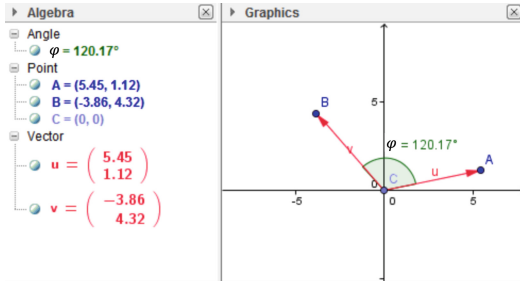 Algebra
Angle
φ = 120.17°
Point
A = (5.45, 1.12)
B = (-3.86, 4.32)
C = (0, 0)
Vector
u = ( 5.45
1.12 )
v = ( −3.86
4.32 )
Graphics
B
5
φ = 120.17°
v
A
u
C
0
-5
0
5